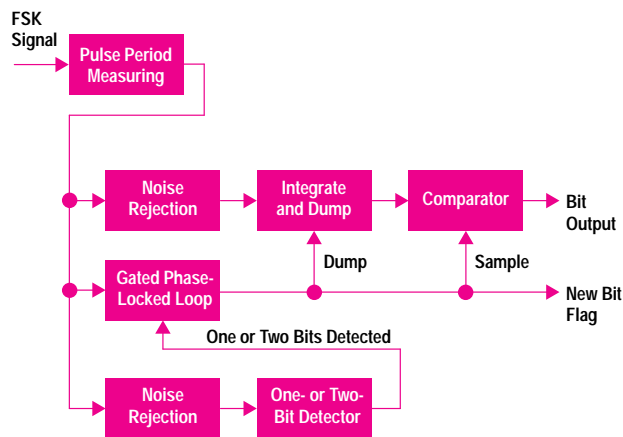 FSK
Signal
Pulse Period
Measuring
Noise
Rejection
Integrate
and Dump
Comparator
Bit
Output
Dump
Sample
Gated Phase-
Locked Loop
New Bit
Flag
One or Two Bits Detected
Noise
Rejection
One- or Two-
Bit Detector